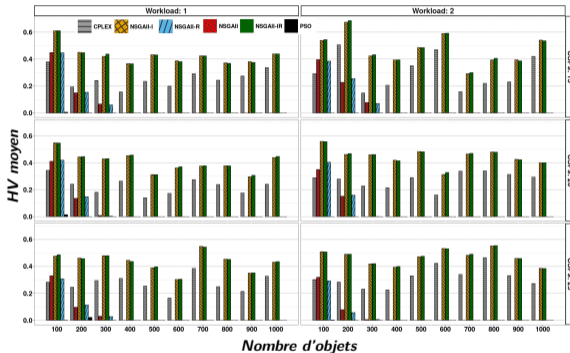 Workload: 1
Workload: 2
CPLEX
NSGAII-I
NSGAII-R
NSGAII
NSGAII-IR
PSO
HV moyen
0.6
0.4
0.2
0.0
0.6
0.4
0.2
0.0
0.6
0.4
0.2
0.0
100 200 300 400 500 600 700 800 900 1000
100 200 300 400 500 600 700 800 900 1000
Nombre d'objets